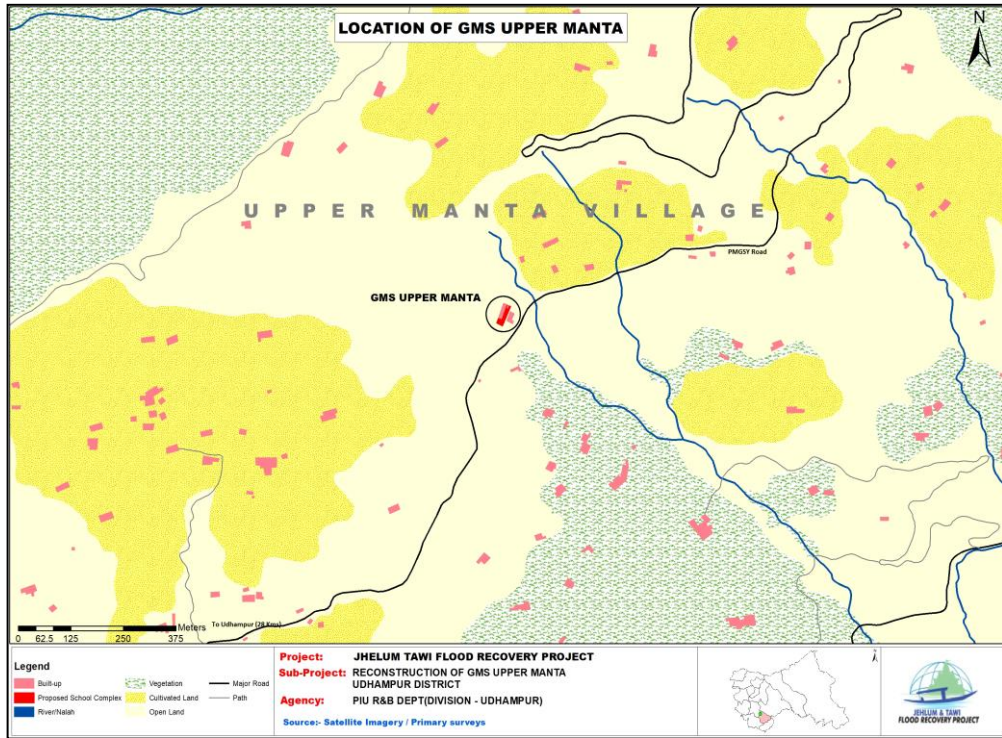 LOCATION OF GMS UPPER MANTA
N
UPPER MANTA VILLAGE
PMGSY Road
GMS UPPER MANTA
To Udhampur (28 Kms)
Meters
0 62.5 125 250 375
Legend
Built-up
Proposed School Complex
River/Nalah
Vegetation
Cultivated Land
Open Land
Major Road
Path
Project: JHELUM TAWI FLOOD RECOVERY PROJECT
Sub-Project: RECONSTRUCTION OF GMS UPPER MANTA
UDHAMPUR DISTRICT
Agency: PIU R&B DEPT(DIVISION - UDHAMPUR)
Source:- Satellite Imagery / Primary surveys
JEHLUM & TAWI
FLOOD RECOVERY PROJECT